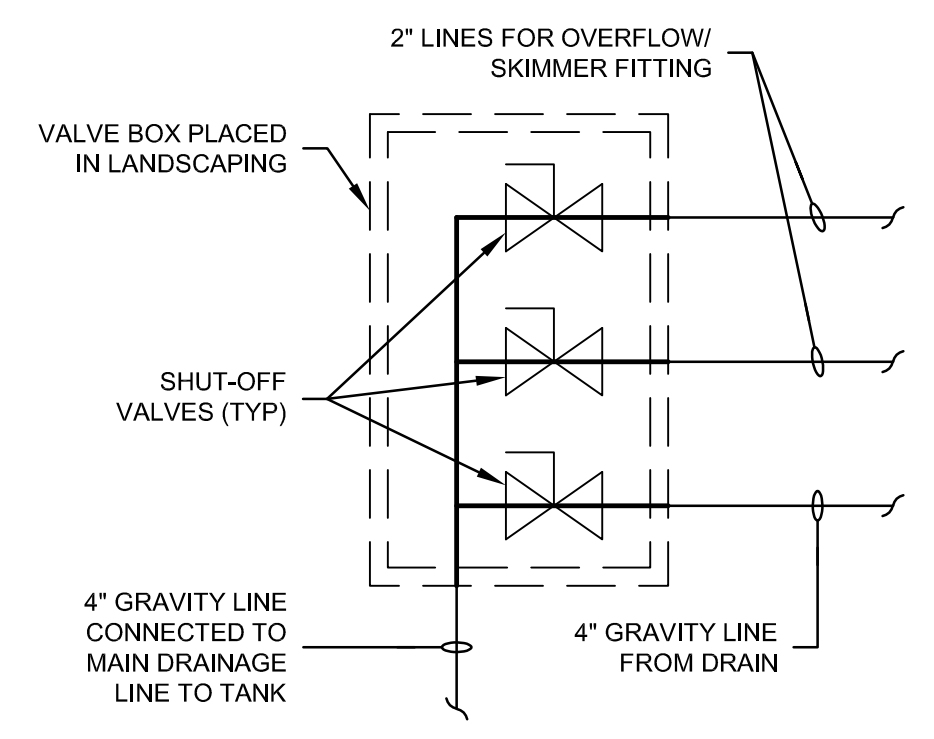 2" LINES FOR OVERFLOW/
SKIMMER FITTING
VALVE BOX PLACED
IN LANDSCAPING
SHUT-OFF
VALVES (TYP)
4" GRAVITY LINE
CONNECTED TO
MAIN DRAINAGE
LINE TO TANK
4" GRAVITY LINE
FROM DRAIN